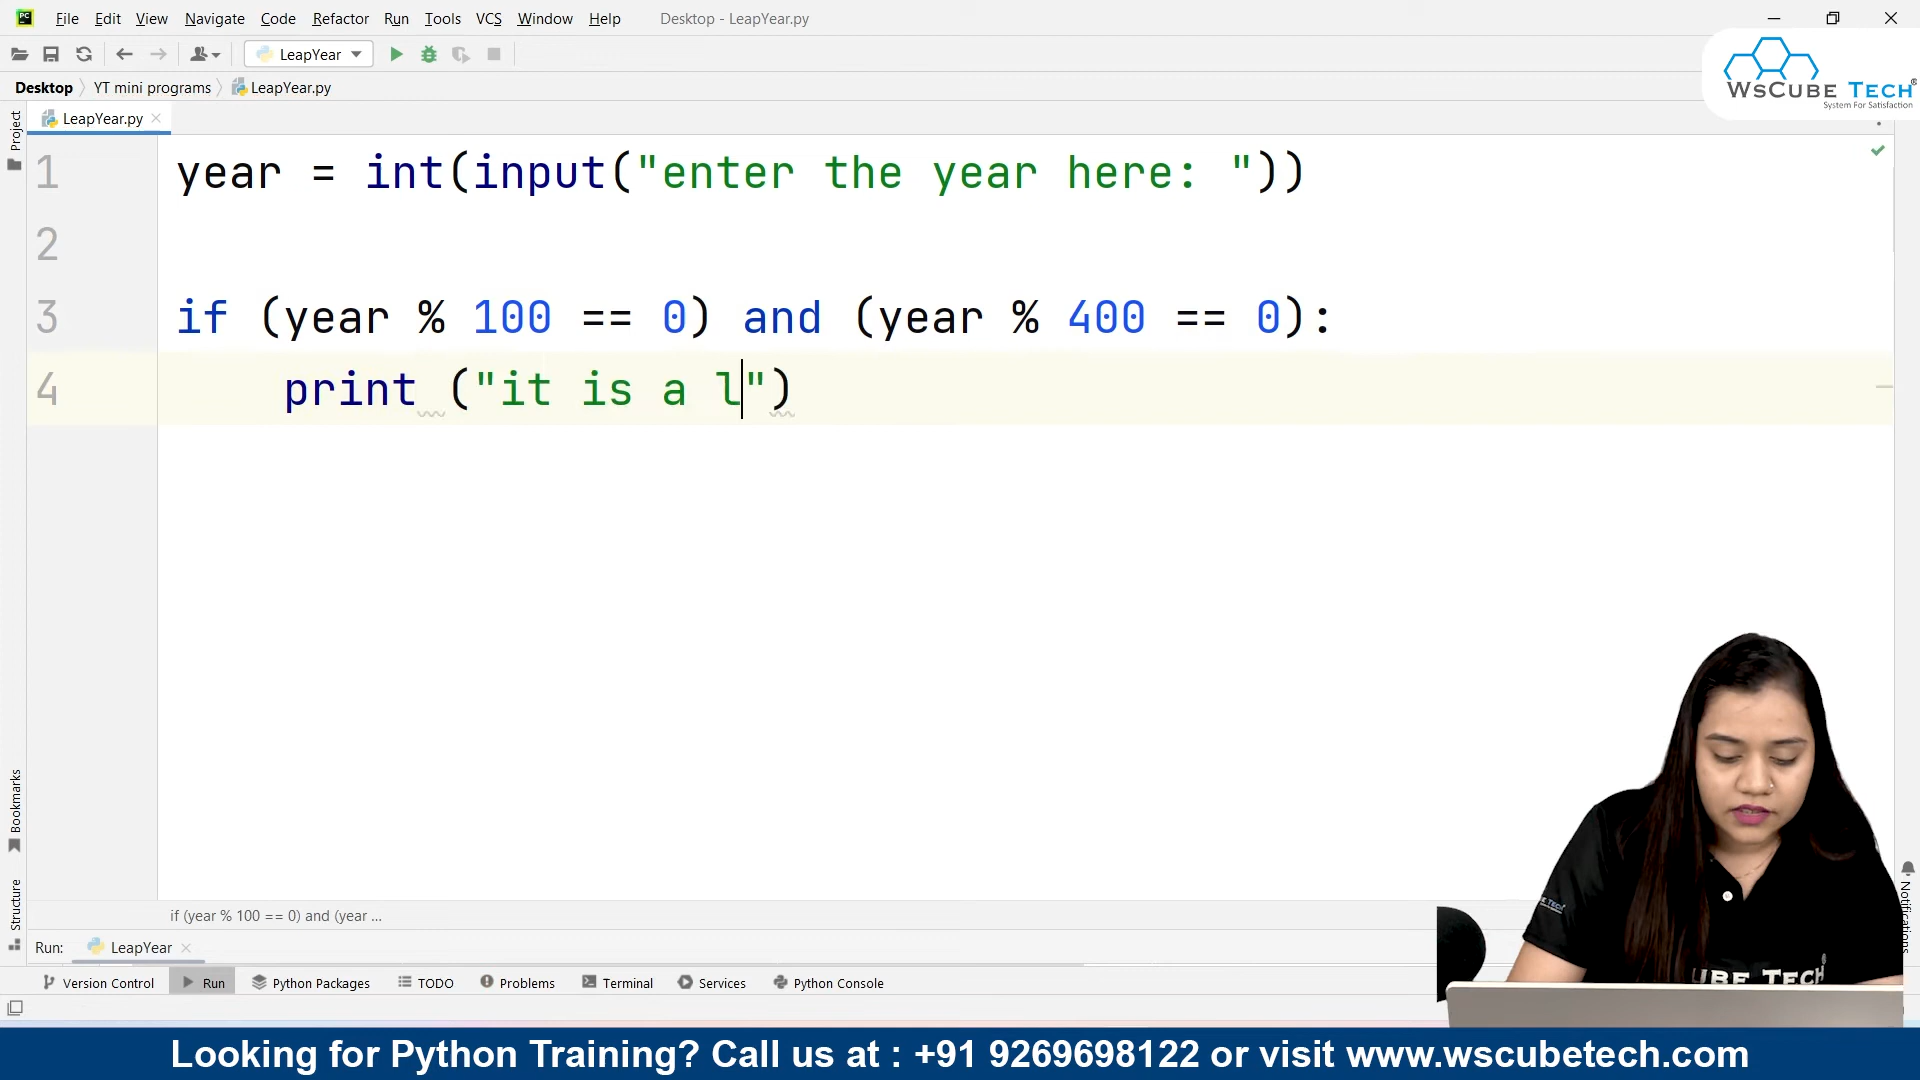 File Edit View Navigate Code Refactor Run Tools VCS Window Help Desktop - LeapYear.py
LeapYear
WsCube Tech®
System For Satisfaction
Desktop YT mini programs LeapYear.py
LeapYear.py
Project
1 year = int(input("enter the year here: "))
2
3 if (year % 100 == 0) and (year % 400 == 0):
4 print ("it is a l")
Bookmarks
Structure
Notifications
if (year % 100 == 0) and (year ...
Run: LeapYear
Version Control Run Python Packages TODO Problems Terminal Services Python Console
UBE TECH
Looking for Python Training? Call us at : +91 9269698122 or visit www.wscubetech.com